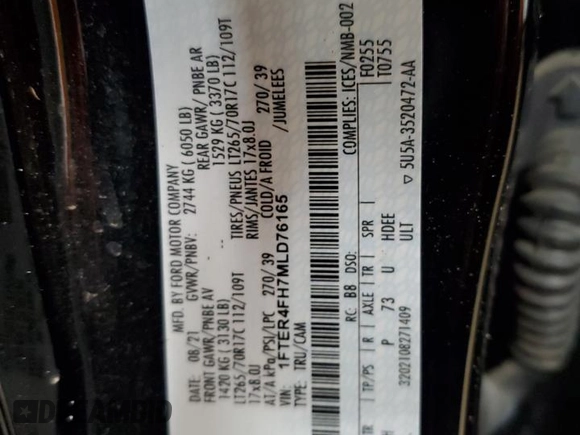 MFD. BY FORD MOTOR COMPANY
08/21 GVWR/PNBV: 2744 KG ( 6050 LB)
FRONT GAWR/PNBE AV REAR GAWR/ PNBE AR
1420 KG ( 3130 LB) 1529 KG ( 3370 LB)
LT265/70R17C 112/109T TIRES/PNEUS LT265/70R17C 112/109T
17x8.0J RIMS/JANTES 17x8.0J
AT/A kPa/PSI/LPC 270/ 39 COLD/A FROID 270/ 39
VIN: 1FTER4FH7MLD76165 /JUMELEES
TYPE: TRU/CAM
COMPLIES: ICES/NMB-002
RC: B8 DSO: F0255
T0755
TR TP/PS R AXLE TR SPR
P 73 U HDEE
ULT
3202108271409 ▽ 5U5A-3520472-AA